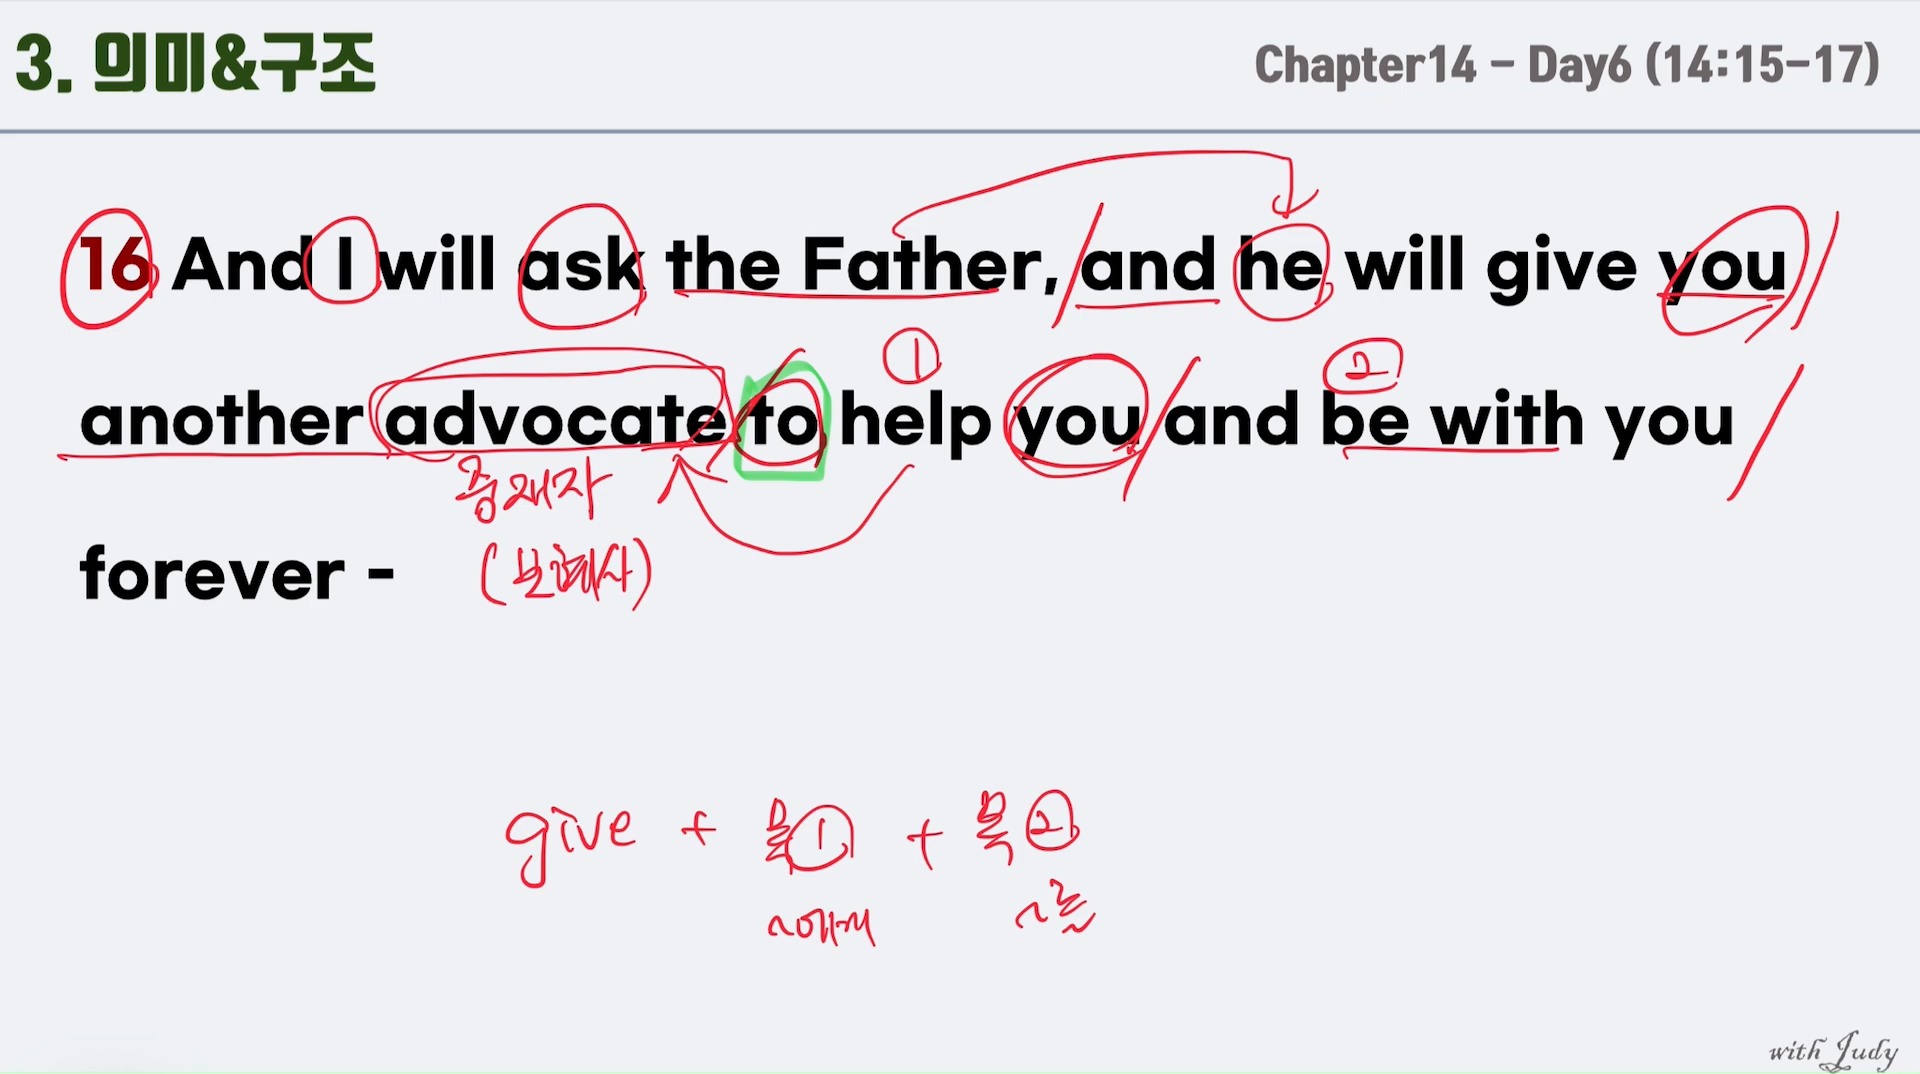 3. 의미&구조
Chapter14 - Day6 (14:15-17)
16 And I will ask the Father, and he will give you
① ②
another advocate to help you and be with you
중재자
forever -
(보혜사)
give + 목① + 목②
~에게 ~를
with Judy